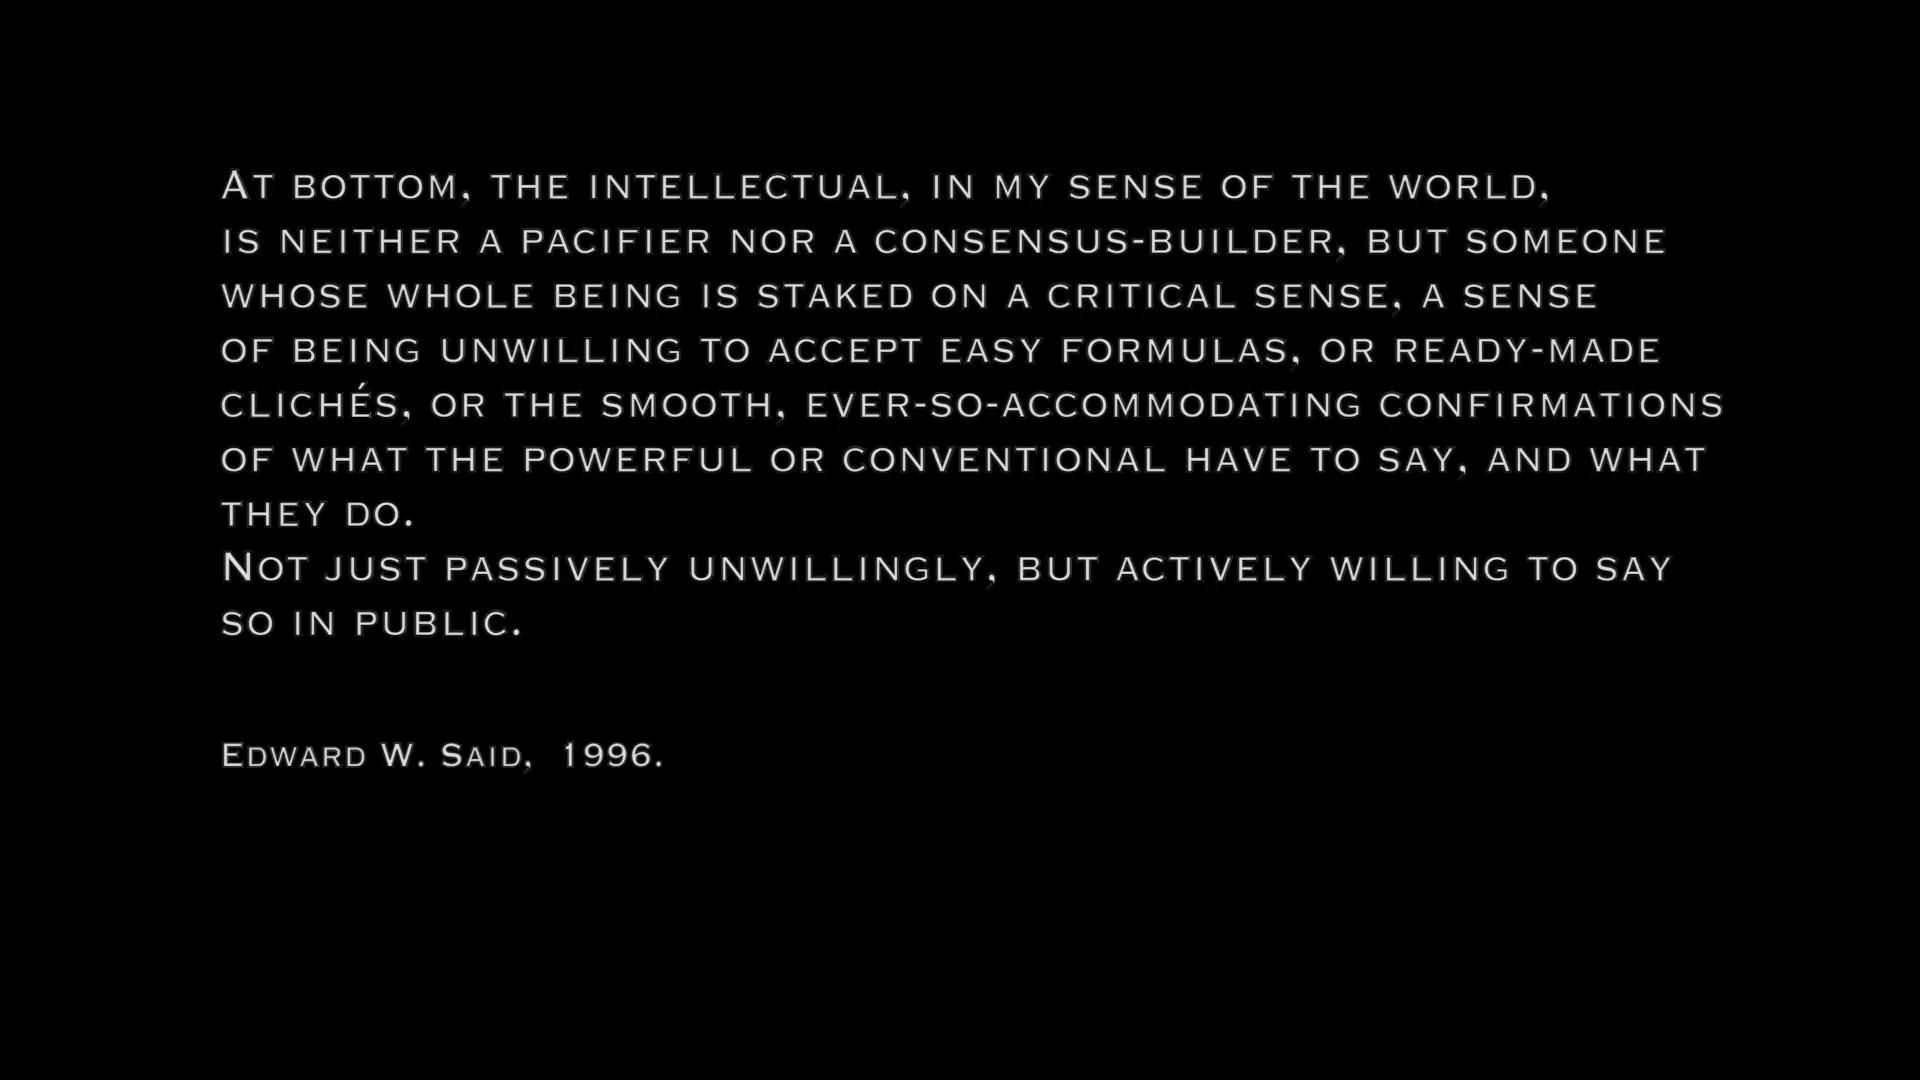 At bottom, the intellectual, in my sense of the world,
is neither a pacifier nor a consensus-builder, but someone
whose whole being is staked on a critical sense, a sense
of being unwilling to accept easy formulas, or ready-made
clichés, or the smooth, ever-so-accommodating confirmations
of what the powerful or conventional have to say, and what
they do.
Not just passively unwillingly, but actively willing to say
so in public.
Edward W. Said, 1996.